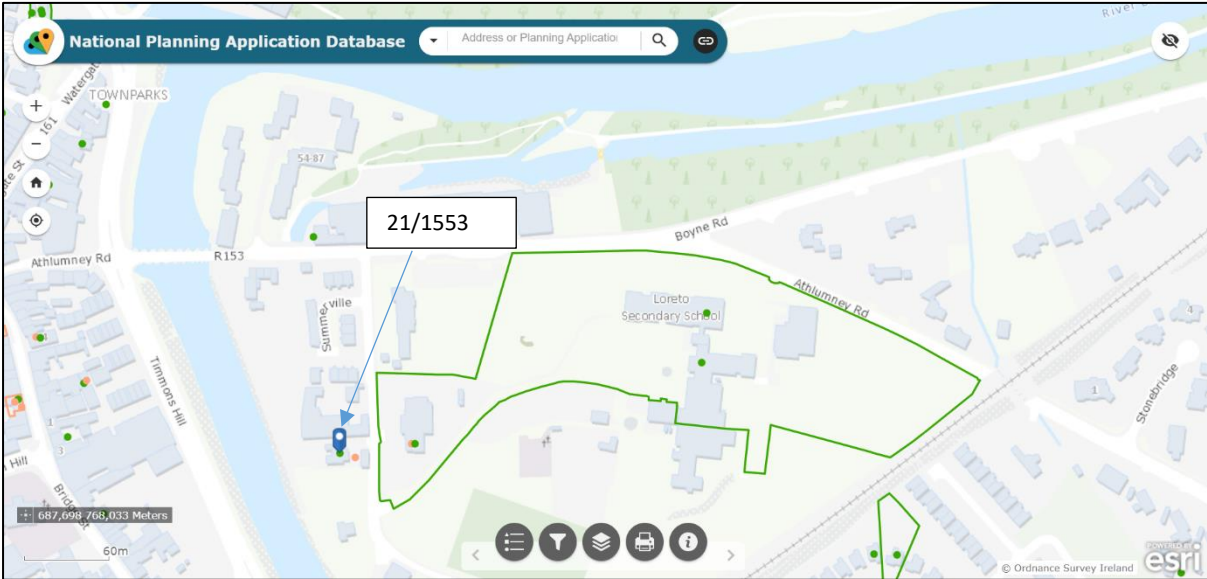 National Planning Application Database
Address or Planning Applicatio
Watergate
TOWNPARKS
161
54-87
21/1553
Boyne Rd
Athlumney Rd
R153
Athlumney Rd
Loreto
Secondary School
Summerville
Timmons Hill
4
1
Stonebridge
1
3
Hill
Bridge St
687,698 768,033 Meters
60m
© Ordnance Survey Ireland
POWERED BY
esri